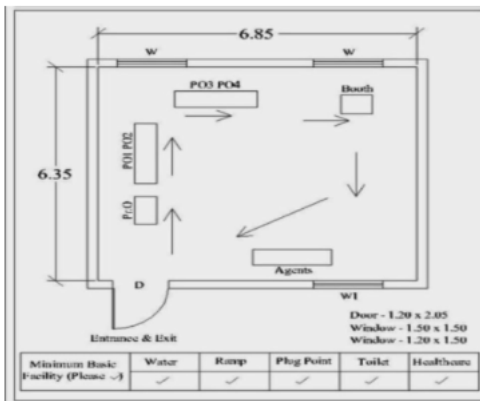 6.85
W
W
PO3 PO4
Booth
PO1 PO2
6.35
PrO
Agents
D
W1
Entrance & Exit
Door - 1.20 x 2.05
Window - 1.50 x 1.50
Window - 1.20 x 1.50
Minimum Basic
Facility (Please ✓)
Water
Ramp
Plug Point
Toilet
Healthcare
✓
✓
✓
✓
✓